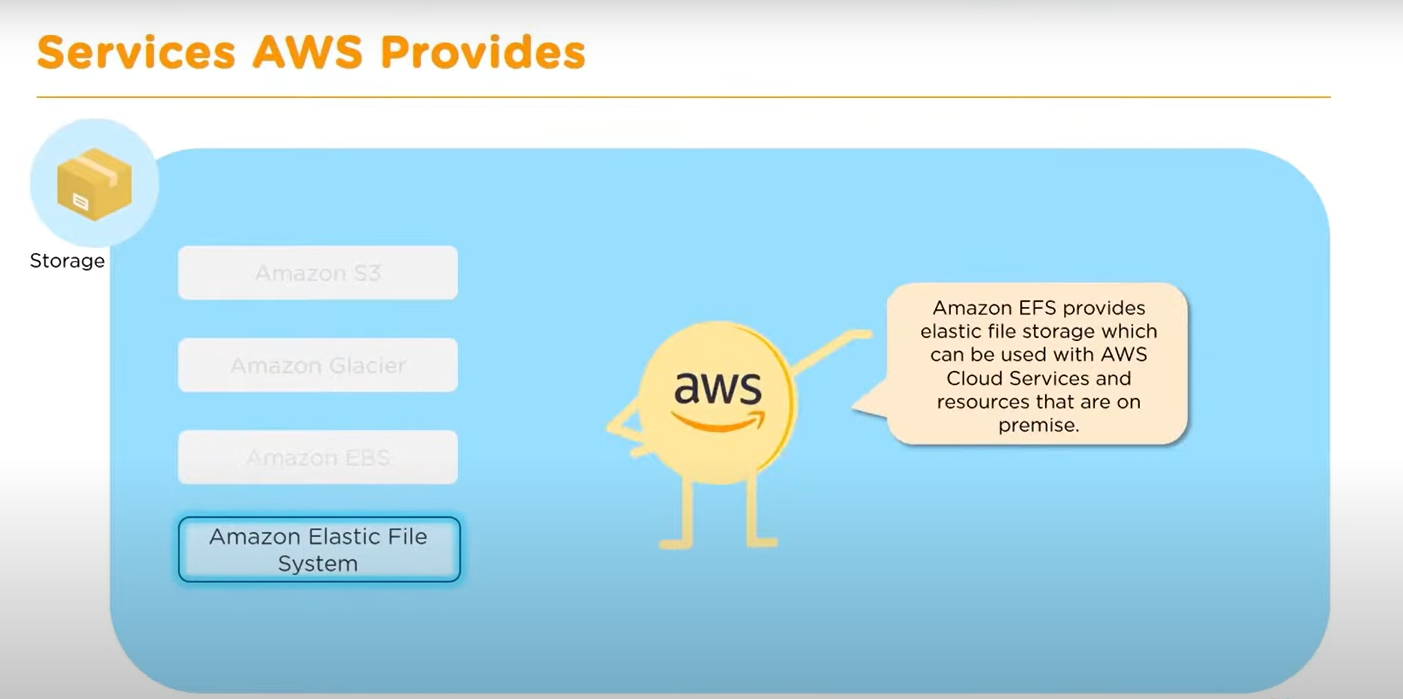 Services AWS Provides
Storage
Amazon S3
Amazon Glacier
Amazon EBS
Amazon Elastic File
System
aws
Amazon EFS provides
elastic file storage which
can be used with AWS
Cloud Services and
resources that are on
premise.